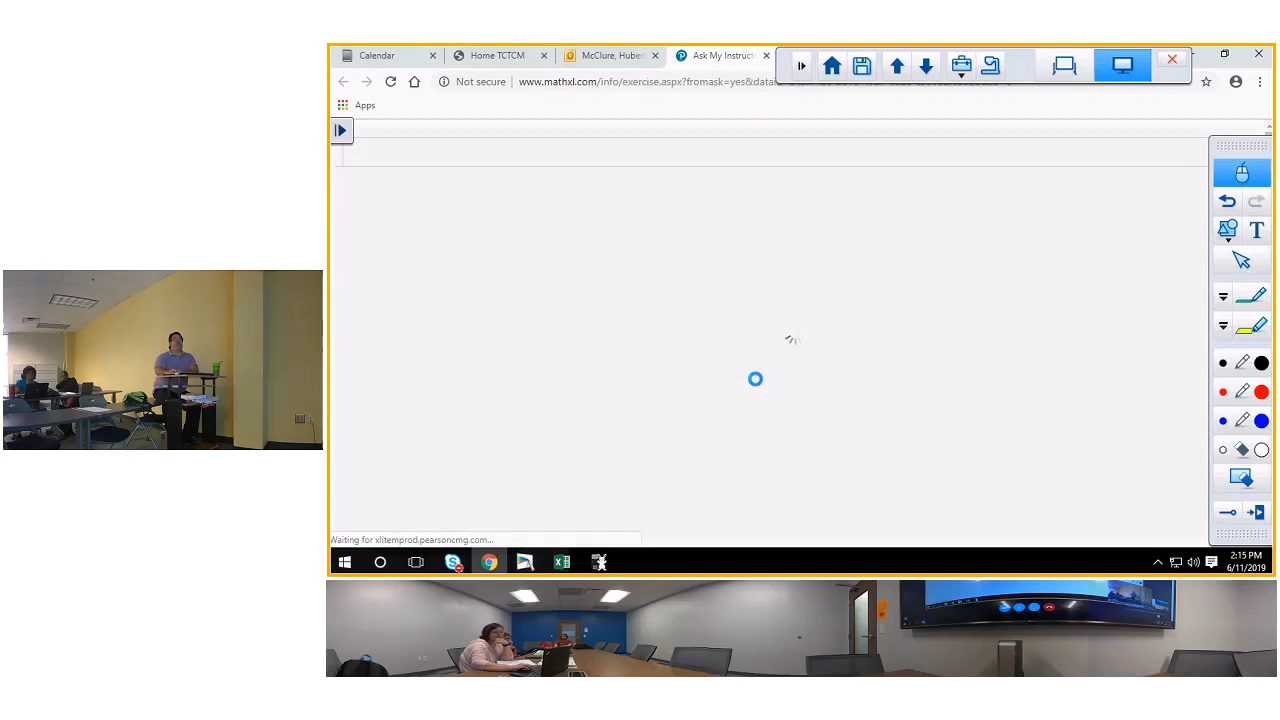 Calendar
Home TCTCM
McClure, Huber
Ask My Instruct
Not secure
www.mathxl.com/info/exercise.aspx?fromask=yes&data
Apps
T
Waiting for xlitemprod.pearsoncmg.com...
2:15 PM
6/11/2019